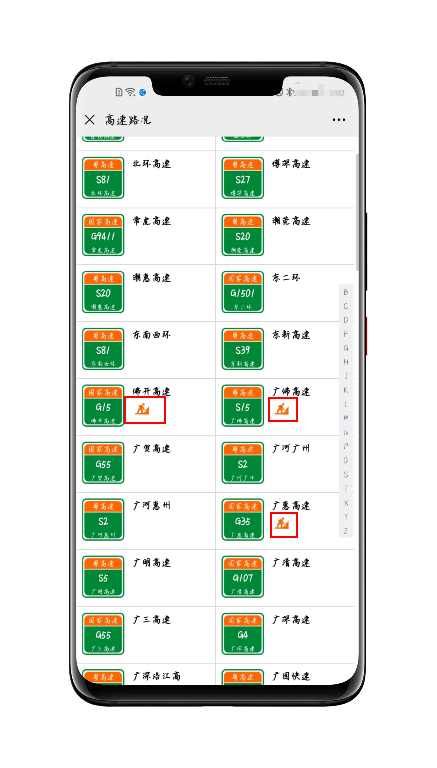 高速路况
粤高速
S81
北环高速
北环高速
粤高速
S27
博深高速
博深高速
国家高速
G9411
常虎高速
常虎高速
粤高速
S20
潮莞高速
潮莞高速
粤高速
S20
潮惠高速
潮惠高速
国家高速
G1501
东二环
东二环
粤高速
S81
东南西环
东南西环
粤高速
S39
东新高速
东新高速
国家高速
G15
佛开高速
佛开高速
粤高速
S15
广佛高速
广佛高速
国家高速
G55
广贺高速
广贺高速
粤高速
S2
广河广州
广河广州
粤高速
S2
广河惠州
广河惠州
国家高速
G35
广惠高速
广惠高速
粤高速
S5
广明高速
广明高速
国家高速
G107
广清高速
广清高速
国家高速
G55
广三高速
广三高速
国家高速
G4
广深高速
广深高速
粤高速
广深沿江高
粤高速
广园快速
B
C
D
F
G
H
J
K
L
M
N
P
Q
S
T
X
Y
Z